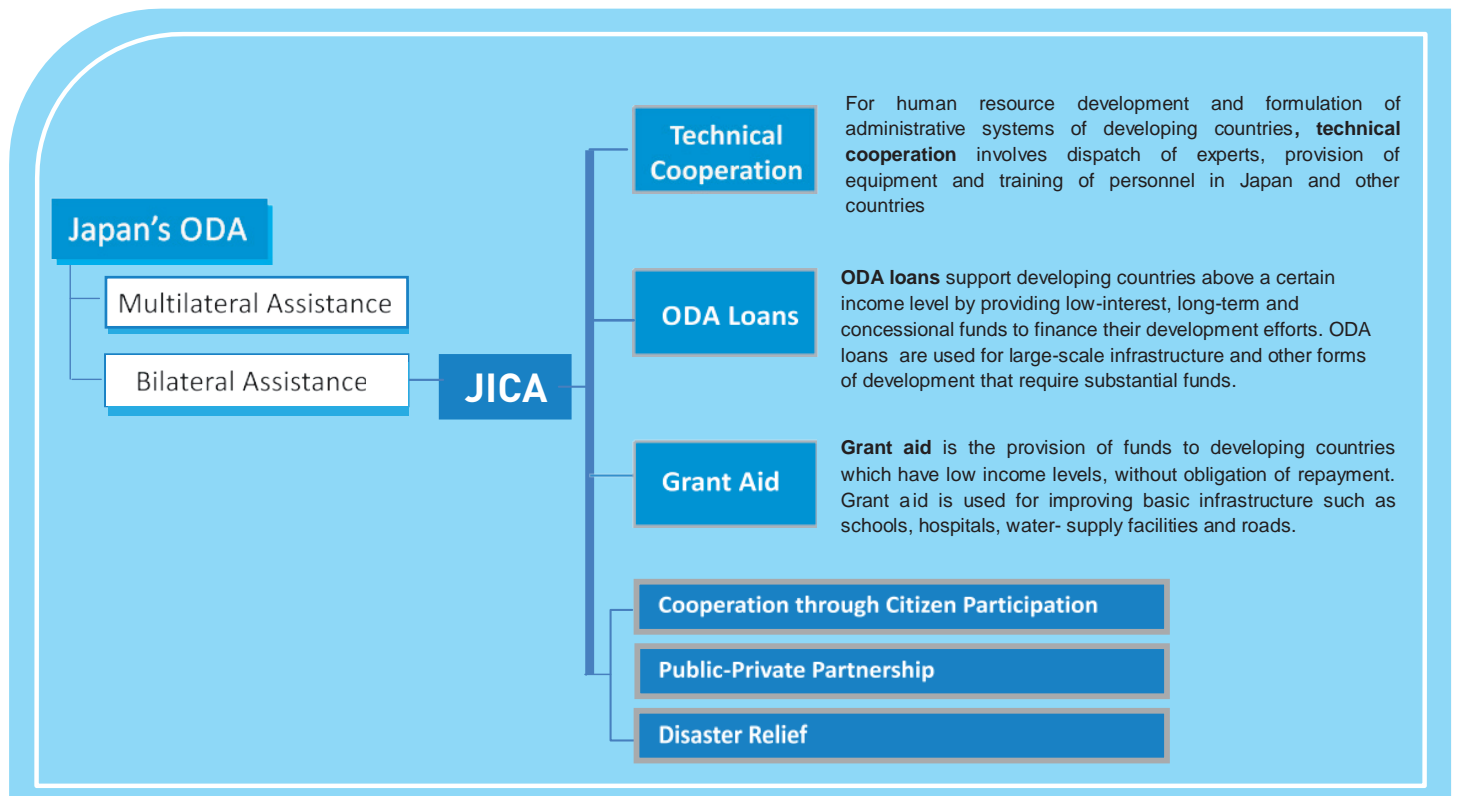 Japan's ODA
Multilateral Assistance
Bilateral Assistance
JICA
Technical
Cooperation
For human resource development and formulation of
administrative systems of developing countries, technical
cooperation involves dispatch of experts, provision of
equipment and training of personnel in Japan and other
countries
ODA Loans
ODA loans support developing countries above a certain
income level by providing low-interest, long-term and
concessional funds to finance their development efforts. ODA
loans are used for large-scale infrastructure and other forms
of development that require substantial funds.
Grant Aid
Grant aid is the provision of funds to developing countries
which have low income levels, without obligation of repayment.
Grant aid is used for improving basic infrastructure such as
schools, hospitals, water- supply facilities and roads.
Cooperation through Citizen Participation
Public-Private Partnership
Disaster Relief